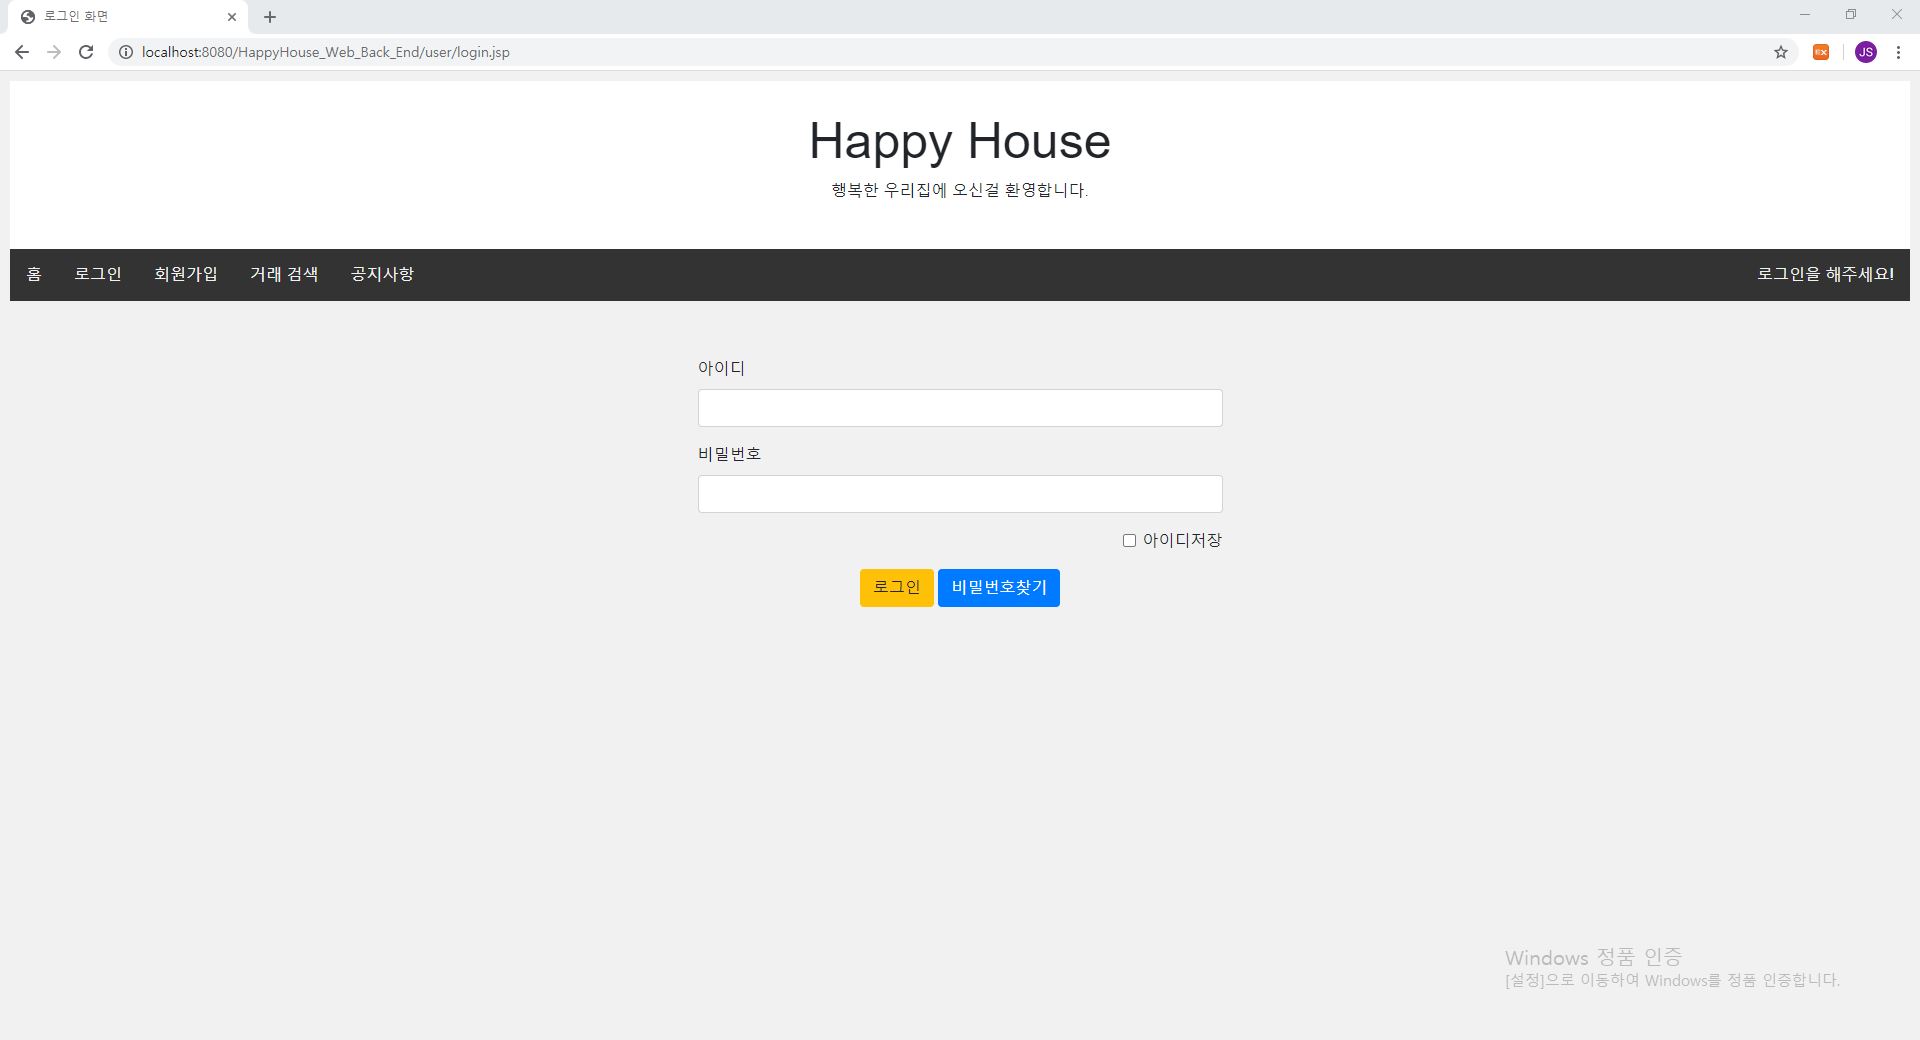 로그인 화면
localhost:8080/HappyHouse_Web_Back_End/user/login.jsp
JS
Happy House
행복한 우리집에 오신걸 환영합니다.
홈 로그인 회원가입 거래 검색 공지사항 로그인을 해주세요!
아이디
비밀번호
아이디저장
로그인 비밀번호찾기
Windows 정품 인증
[설정]으로 이동하여 Windows를 정품 인증합니다.